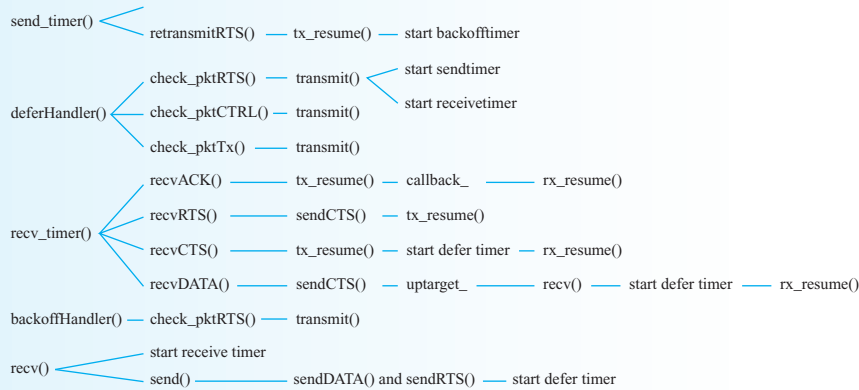 send_timer()
retransmitRTS() tx_resume() start backofftimer
check_pktRTS() transmit() start sendtimer
start receivetimer
deferHandler() check_pktCTRL() transmit()
check_pktTx() transmit()
recvACK() tx_resume() callback_ rx_resume()
recvRTS() sendCTS() tx_resume()
recv_timer()
recvCTS() tx_resume() start defer timer rx_resume()
recvDATA() sendCTS() uptarget_ recv() start defer timer rx_resume()
backoffHandler() check_pktRTS() transmit()
start receive timer
recv()
send() sendDATA() and sendRTS() start defer timer